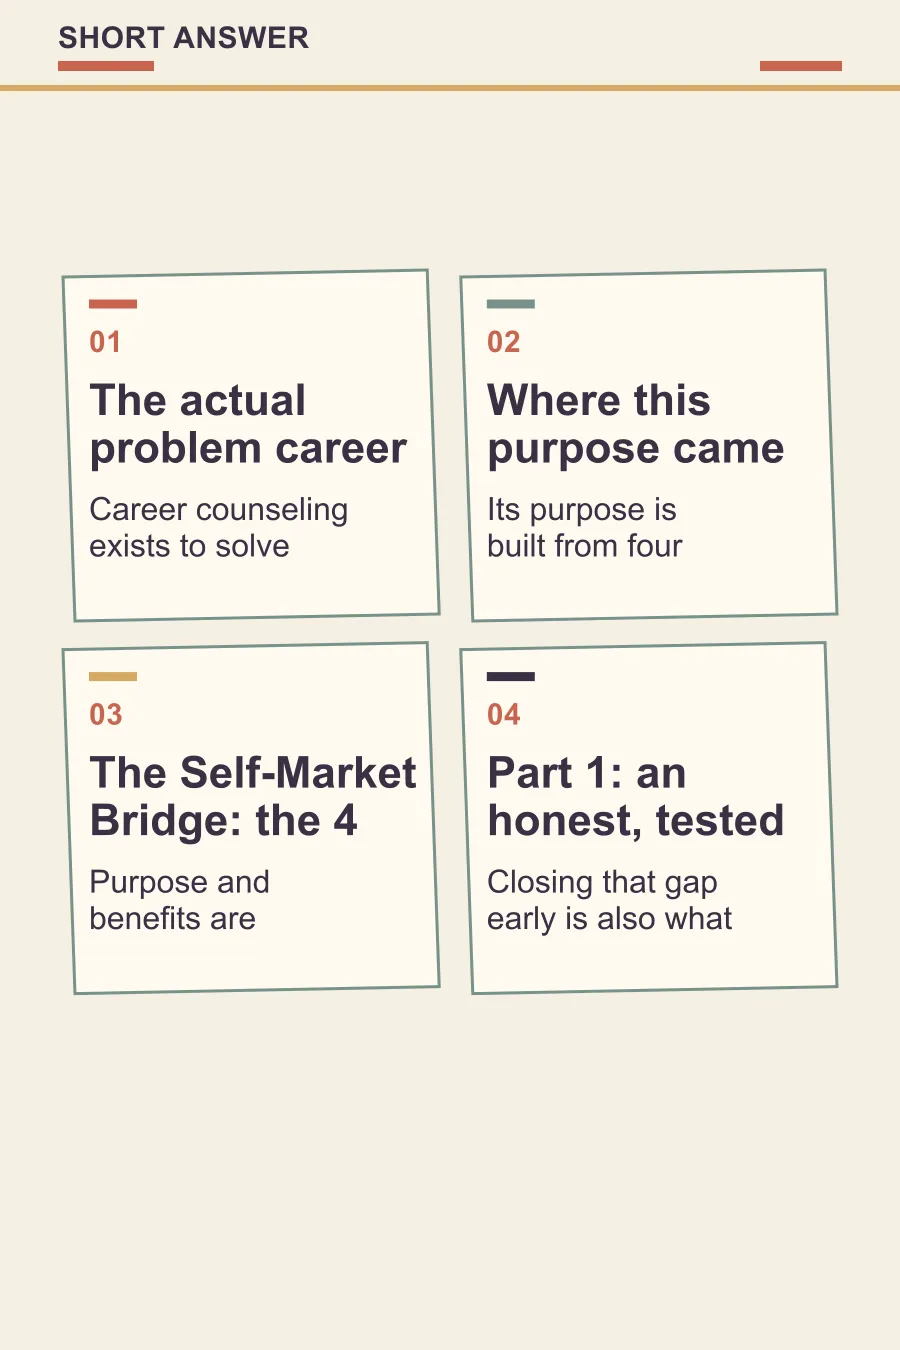 SHORT ANSWER
01
The actual
problem career
Career counseling
exists to solve
02
Where this
purpose came
Its purpose is
built from four
03
The Self-Market
Bridge: the 4
Purpose and
benefits are
04
Part 1: an
honest, tested
Closing that gap
early is also what